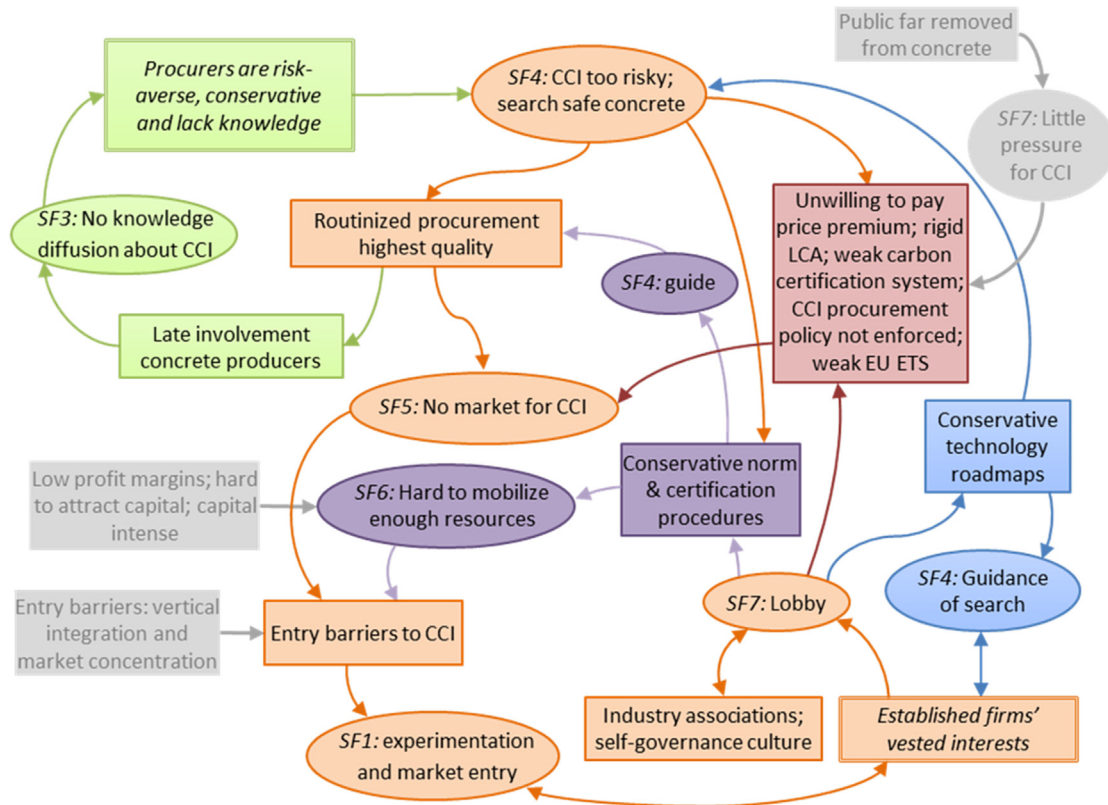 Public far removed
from concrete
Procurers are risk-
averse, conservative
and lack knowledge
SF4: CCI too risky;
search safe concrete
SF7: Little
pressure
for CCI
SF3: No knowledge
diffusion about CCI
Routinized procurement
highest quality
Unwilling to pay
price premium; rigid
LCA; weak carbon
certification system;
CCI procurement
policy not enforced;
weak EU ETS
SF4: guide
Late involvement
concrete producers
SF5: No market for CCI
Conservative
technology
roadmaps
Low profit margins; hard
to attract capital; capital
intense
SF6: Hard to mobilize
enough resources
Conservative norm
& certification
procedures
SF4: Guidance
of search
SF7: Lobby
Entry barriers: vertical
integration and
market concentration
Entry barriers to CCI
Industry associations;
self-governance culture
Established firms’
vested interests
SF1: experimentation
and market entry